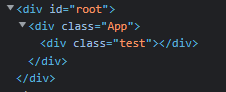 <div id="root">
<div class="App">
<div class="test"></div>
</div>
</div>